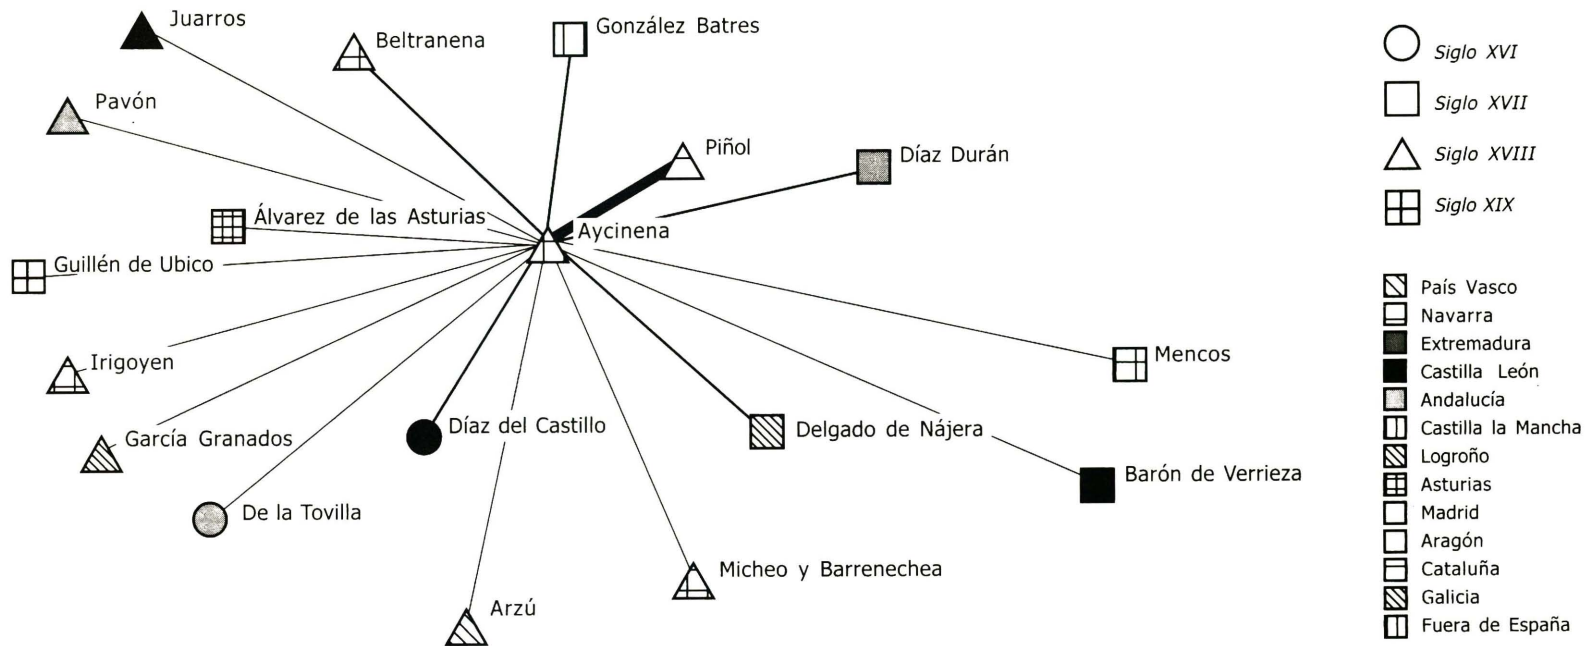 Juarros
Beltranena
González Batres
Pavón
Piñol
Díaz Durán
Álvarez de las Asturias
Aycinena
Guillén de Ubico
Irigoyen
Mencos
García Granados
Díaz del Castillo
Delgado de Nájera
Barón de Verrieza
De la Tovilla
Micheo y Barrenechea
Arzú
Siglo XVI
Siglo XVII
Siglo XVIII
Siglo XIX
País Vasco
Navarra
Extremadura
Castilla León
Andalucía
Castilla la Mancha
Logroño
Asturias
Madrid
Aragón
Cataluña
Galicia
Fuera de España